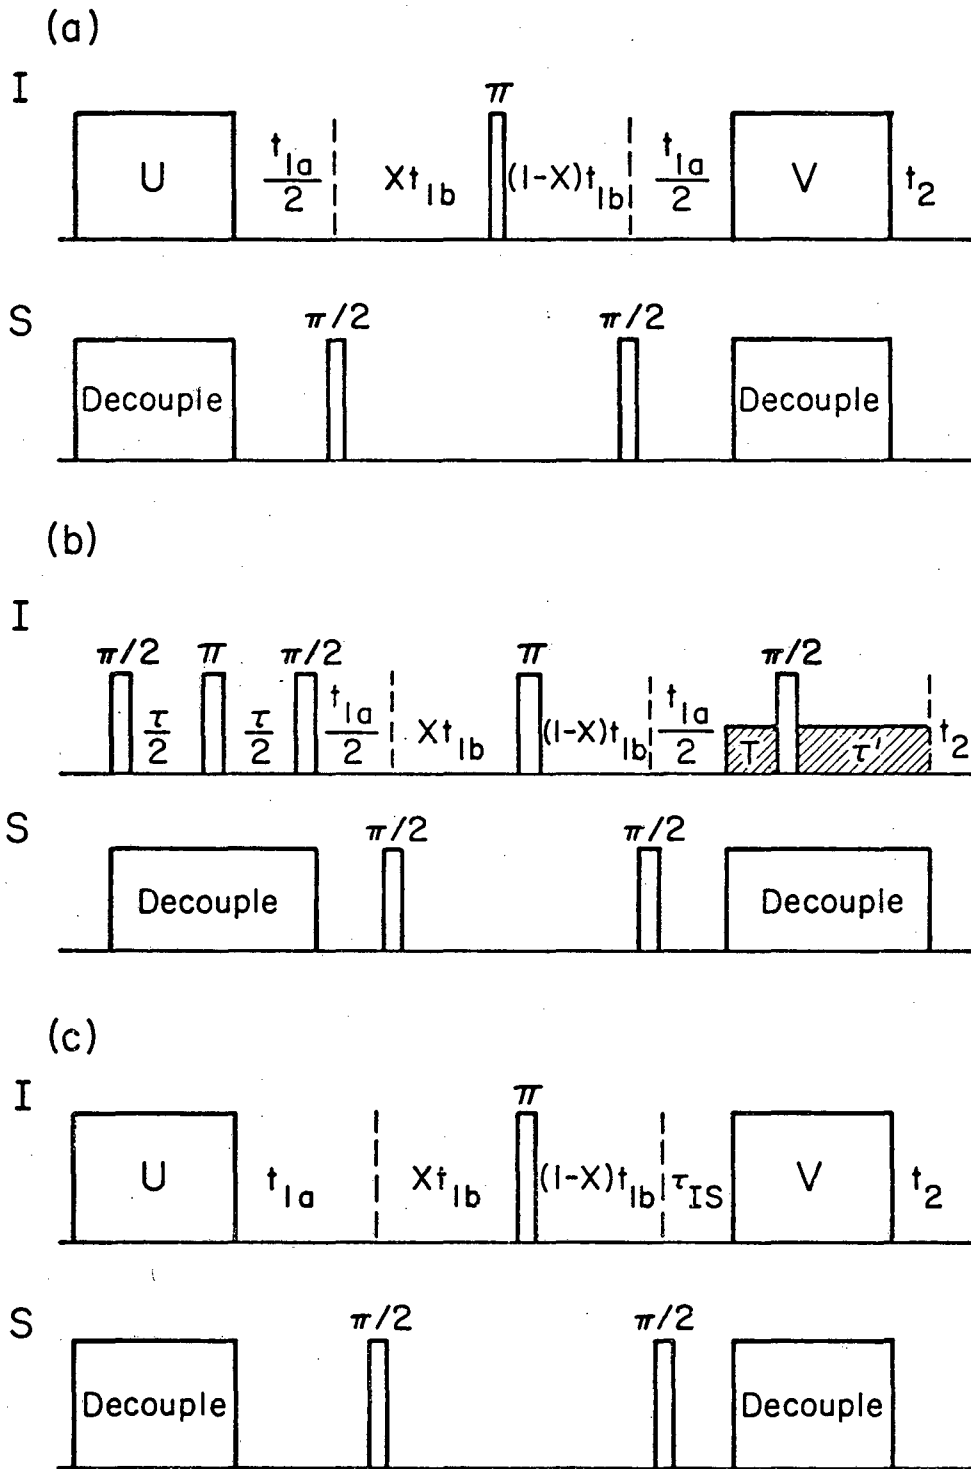 (a)
I
π
U t1a/2 Xt1b (1-X)t1b t1a/2 V t2
S
π/2 π/2
Decouple Decouple
(b)
I
π/2 π π/2 π π/2
τ/2 τ/2 t1a/2 Xt1b (1-X)t1b t1a/2 T τ' t2
S
π/2 π/2
Decouple Decouple
(c)
I
π
U t1a Xt1b (1-X)t1b τIS V t2
S
π/2 π/2
Decouple Decouple